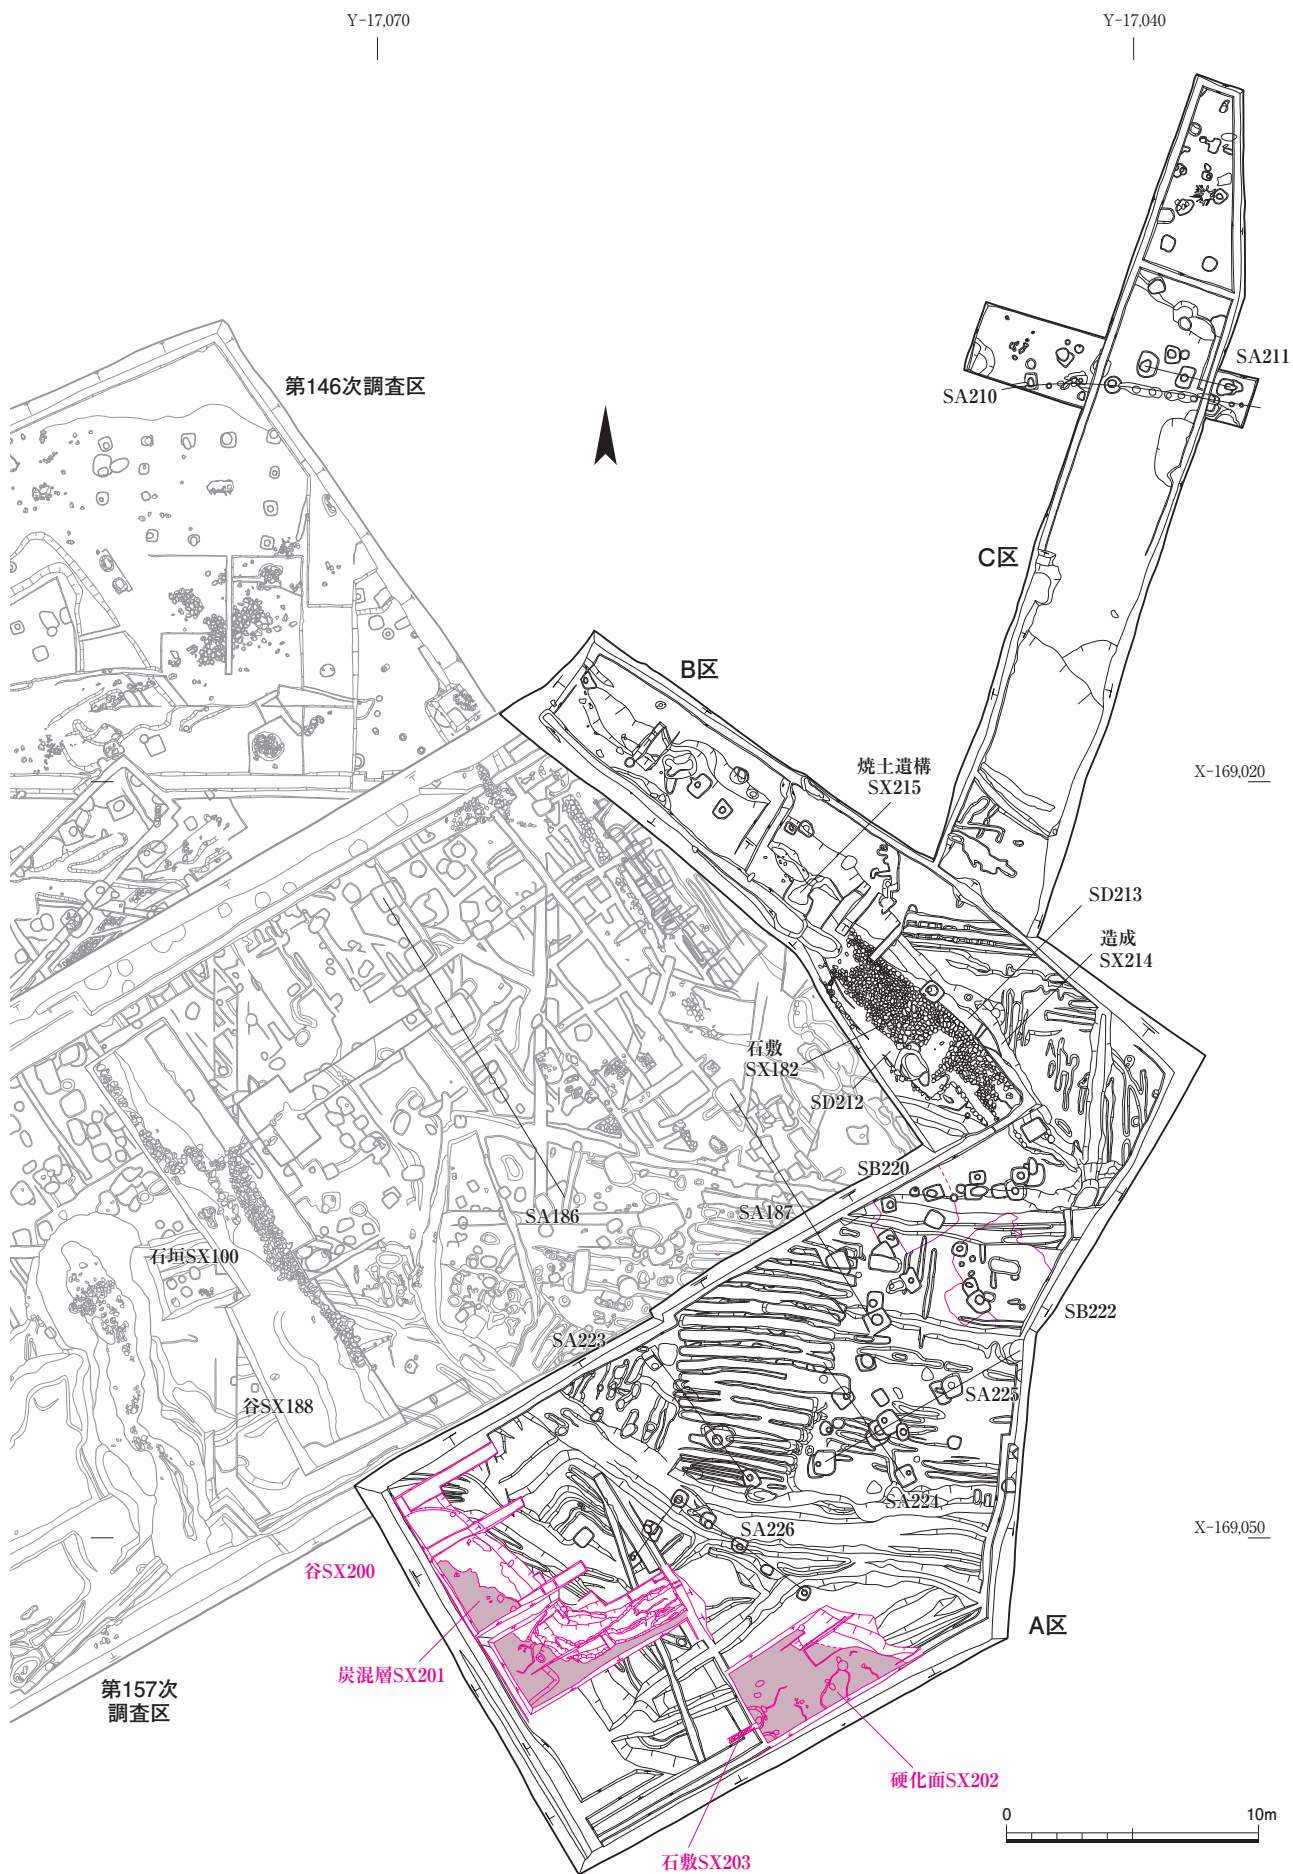 Y-17,070
Y-17,040
第146次調査区
SA211
SA210
C区
B区
焼土遺構
SX215
X-169,020
SD213
造成
SX214
石敷
SX182
SD212
SB220
SA186
SA187
石垣SX100
SB222
SA223
SA225
谷SX188
SA224
SA226
X-169,050
谷SX200
A区
炭混層SX201
第157次
調査区
硬化面SX202
0
10m
石敷SX203